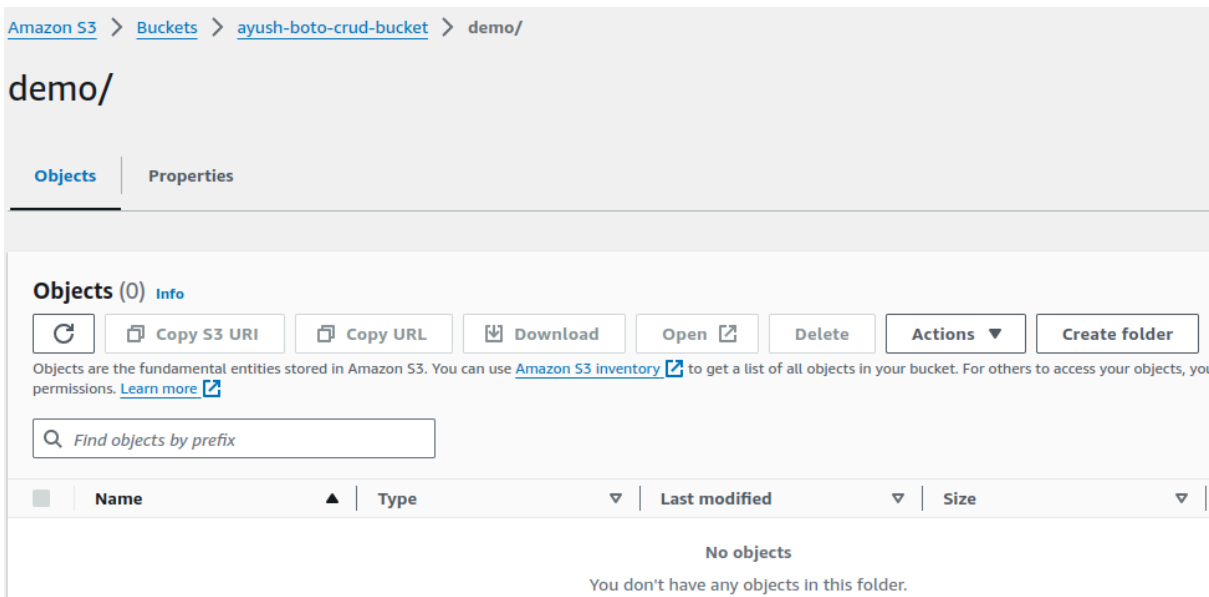 Amazon S3 > Buckets > ayush-boto-crud-bucket > demo/
demo/
Objects Properties
Objects (0) Info
Copy S3 URI Copy URL Download Open Delete Actions Create folder
Objects are the fundamental entities stored in Amazon S3. You can use Amazon S3 inventory to get a list of all objects in your bucket. For others to access your objects, you
permissions. Learn more
Find objects by prefix
Name Type Last modified Size
No objects
You don't have any objects in this folder.